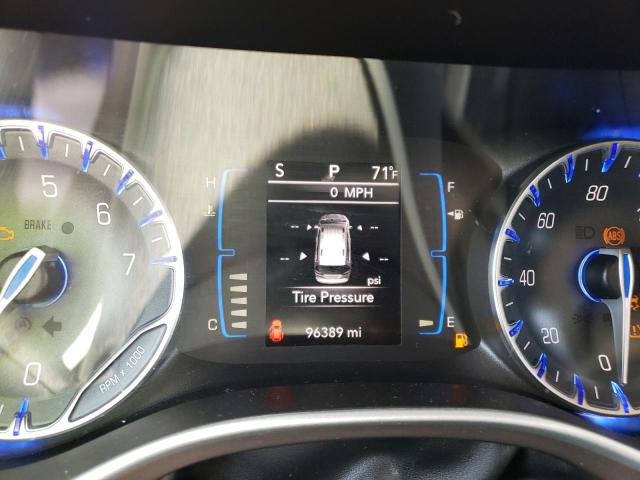 S P 71°F
0 MPH
-- --
-- --
psi
Tire Pressure
96389 mi
H
C
F
E
5
6
7
0
BRAKE
RPM x 1000
80
60
40
20
0
ABS